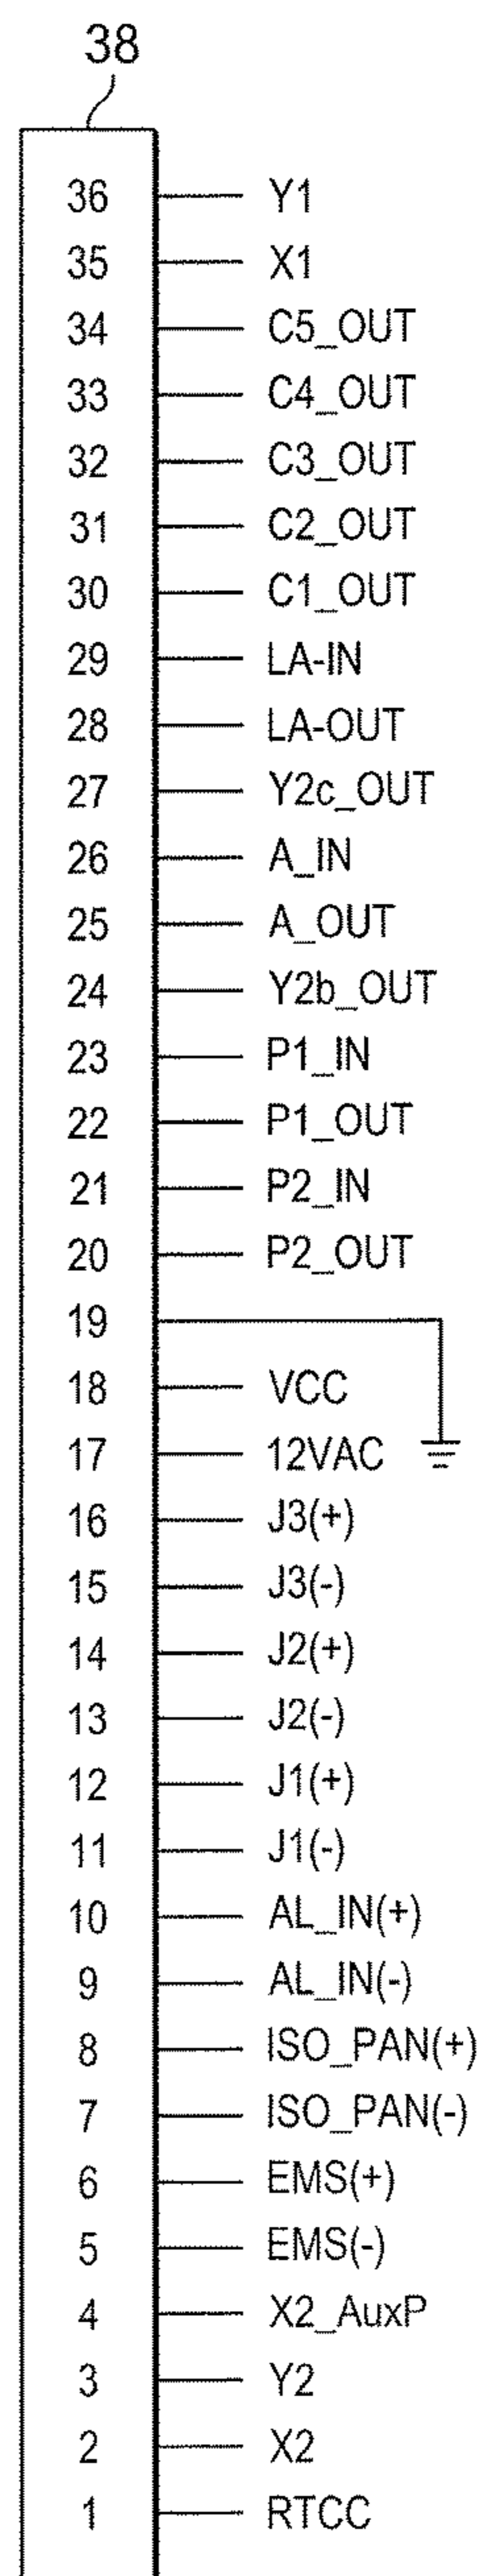 38
36 Y1
35 X1
34 C5_OUT
33 C4_OUT
32 C3_OUT
31 C2_OUT
30 C1_OUT
29 LA-IN
28 LA-OUT
27 Y2c_OUT
26 A_IN
25 A_OUT
24 Y2b_OUT
23 P1_IN
22 P1_OUT
21 P2_IN
20 P2_OUT
19
18 VCC
17 12VAC
16 J3(+)
15 J3(-)
14 J2(+)
13 J2(-)
12 J1(+)
11 J1(-)
10 AL_IN(+)
9 AL_IN(-)
8 ISO_PAN(+)
7 ISO_PAN(-)
6 EMS(+)
5 EMS(-)
4 X2_AuxP
3 Y2
2 X2
1 RTCC